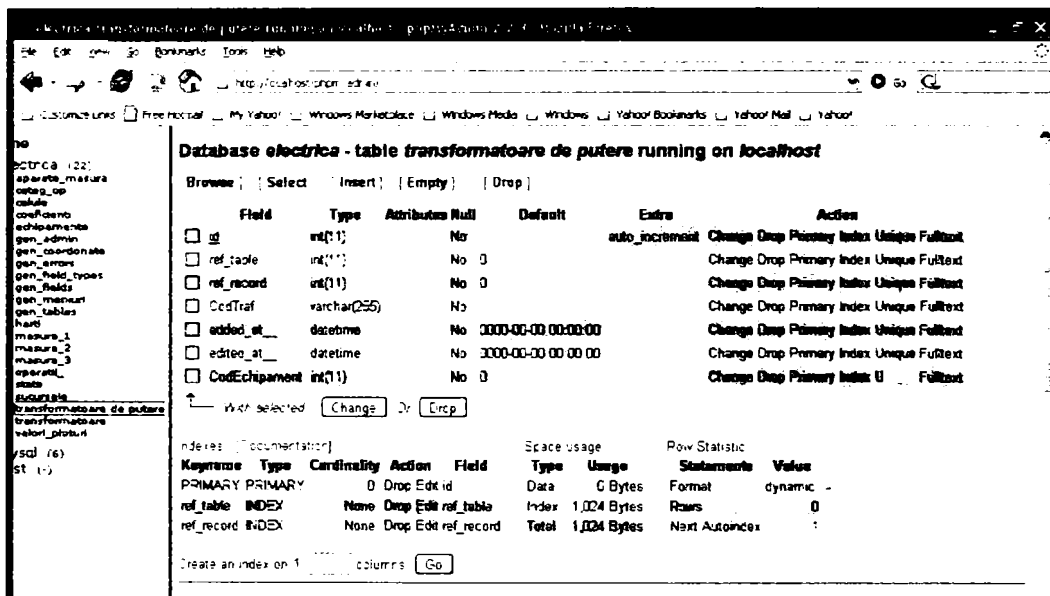 File Edit Go Bookmarks Tools Help
Go
Customize Links Free Hotmail My Yahoo! Windows Marketplace Windows Media Windows Yahoo! Bookmarks Yahoo! Mail Yahoo!
(22)
aparate_masura
categ_op
celule
coeficienti
echipamente
gen_admin
gen_coordonate
gen_errors
gen_field_types
gen_fields
gen_meniuri
gen_tables
harti
masura_1
masura_2
masura_3
statii
sucursale
transformatoare de putere
transformatoare
valori_ploturi
(6)
Database electrica - table transformatoare de putere running on localhost
Browse [ Select Insert ] [ Empty ] [ Drop ]
Field Type Attributes Null Default Extra Action
id int(11) No auto_increment Change Drop Primary Index Unique Fulltext
ref_table int(11) No 0 Change Drop Primary Index Unique Fulltext
ref_record int(11) No 0 Change Drop Primary Index Unique Fulltext
CodTraf varchar(255) No Change Drop Primary Index Unique Fulltext
added_at__ datetime No 0000-00-00 00:00:00 Change Drop Primary Index Unique Fulltext
edited_at__ datetime No 0000-00-00 00:00:00 Change Drop Primary Index Unique Fulltext
CodEchipament int(11) No 0 Change Drop Primary Index U Fulltext
With selected Change Or Drop
Indexes [Documentation] Space usage Row Statistic
Keyname Type Cardinality Action Field Type Usage Statements Value
PRIMARY PRIMARY 0 Drop Edit id Data 0 Bytes Format dynamic
ref_table INDEX None Drop Edit ref_table Index 1,024 Bytes Rows 0
ref_record INDEX None Drop Edit ref_record Total 1,024 Bytes Next Autoindex 1
Create an index on 1 columns Go